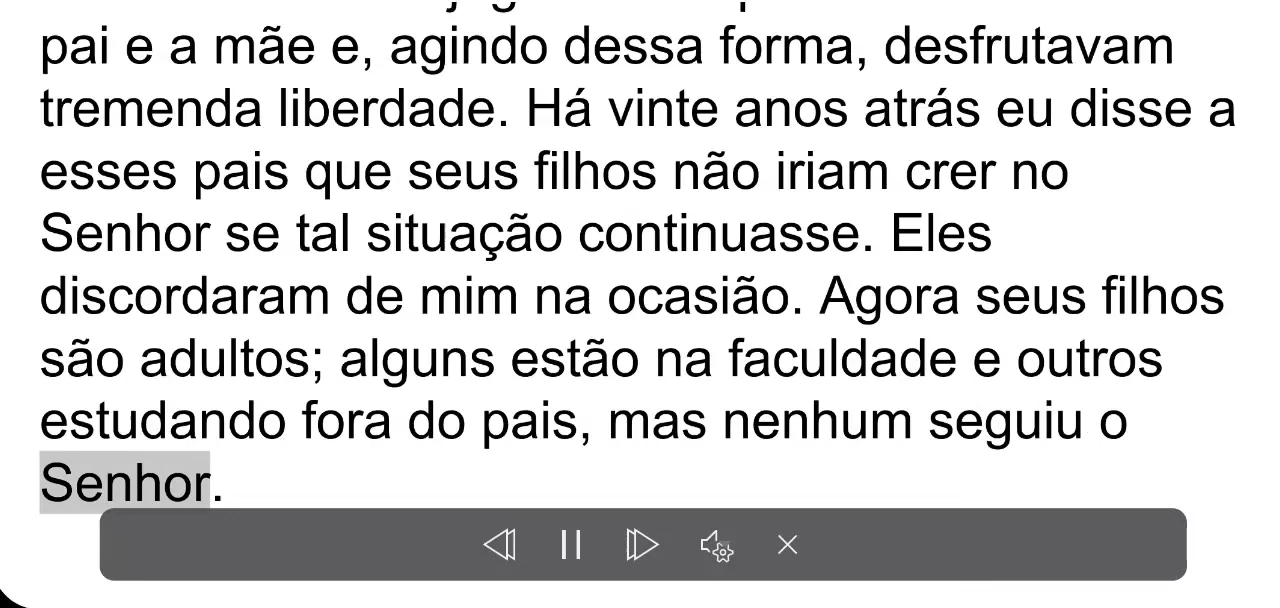 pai e a mãe e, agindo dessa forma, desfrutavam
tremenda liberdade. Há vinte anos atrás eu disse a
esses pais que seus filhos não iriam crer no
Senhor se tal situação continuasse. Eles
discordaram de mim na ocasião. Agora seus filhos
são adultos; alguns estão na faculdade e outros
estudando fora do pais, mas nenhum seguiu o
Senhor.